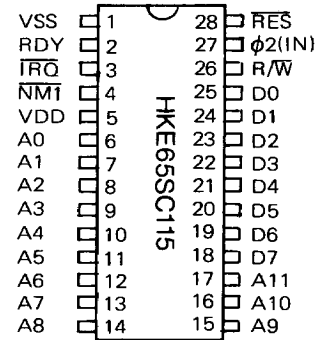 VSS 1 28 RES
RDY 2 27 ϕ2(IN)
IRQ 3 26 R/W
NM1 4 25 D0
VDD 5 24 D1
A0 6 23 D2
A1 7 22 D3
A2 8 21 D4
A3 9 20 D5
A4 10 19 D6
A5 11 18 D7
A6 12 17 A11
A7 13 16 A10
A8 14 15 A9
HKE65SC115